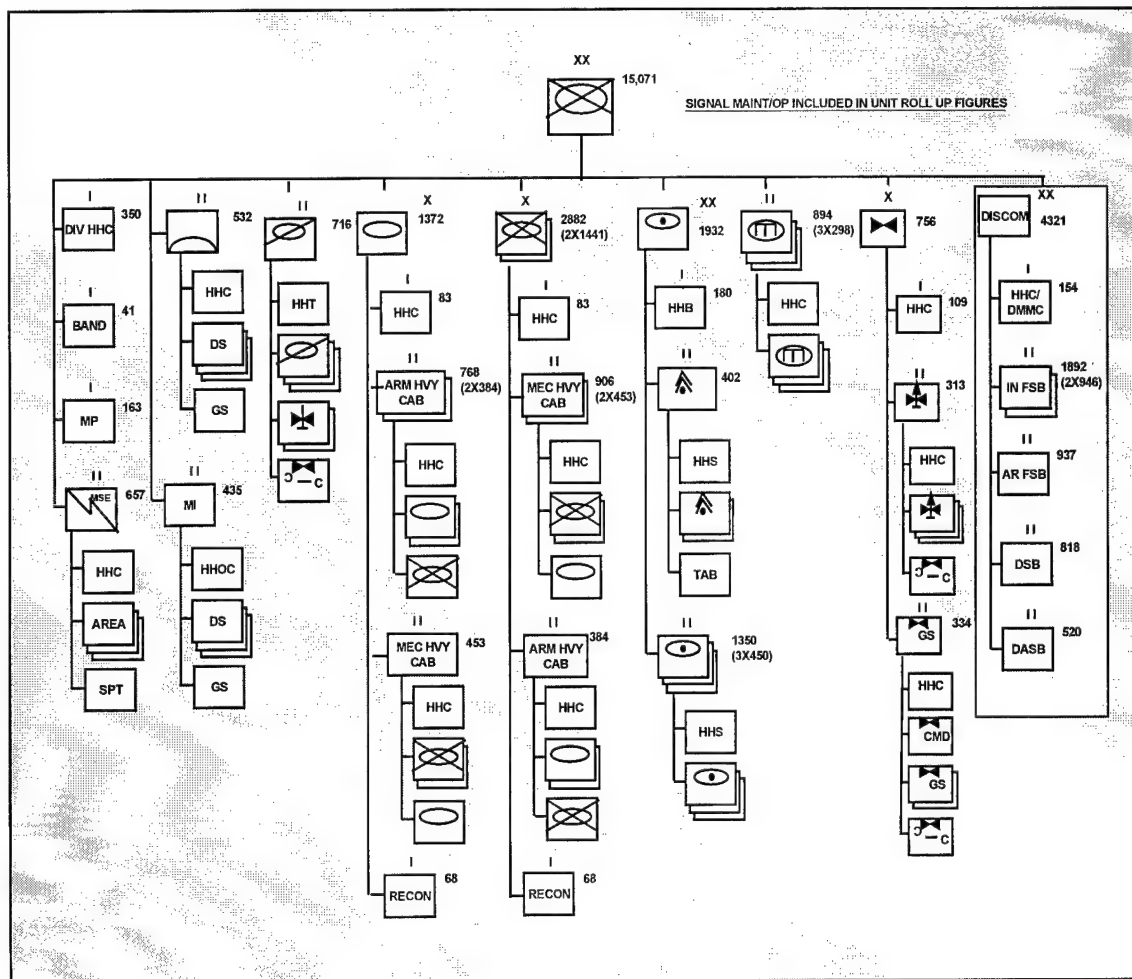 XX
15,071
SIGNAL MAINT/OP INCLUDED IN UNIT ROLL UP FIGURES
I
DIV HHC
350
I
BAND
41
I
MP
163
II
MSE
657
HHC
AREA
SPT
II
532
HHC
DS
GS
II
MI
435
HHOC
DS
GS
II
716
HHT
C
C
X
1372
I
HHC
83
II
ARM HVY
CAB
768
(2X384)
HHC
II
MEC HVY
CAB
453
HHC
I
RECON
68
X
2882
(2X1441)
I
HHC
83
II
MEC HVY
CAB
906
(2X453)
HHC
II
ARM HVY
CAB
384
HHC
I
RECON
68
XX
1932
I
HHB
180
II
402
HHS
TAB
II
1350
(3X450)
HHS
II
894
(3X298)
HHC
X
756
I
HHC
109
II
313
HHC
C
C
II
GS
334
HHC
CMD
GS
C
C
XX
DISCOM
4321
I
HHC/
DMMC
154
II
IN FSB
1892
(2X946)
II
AR FSB
937
II
DSB
818
II
DASB
520